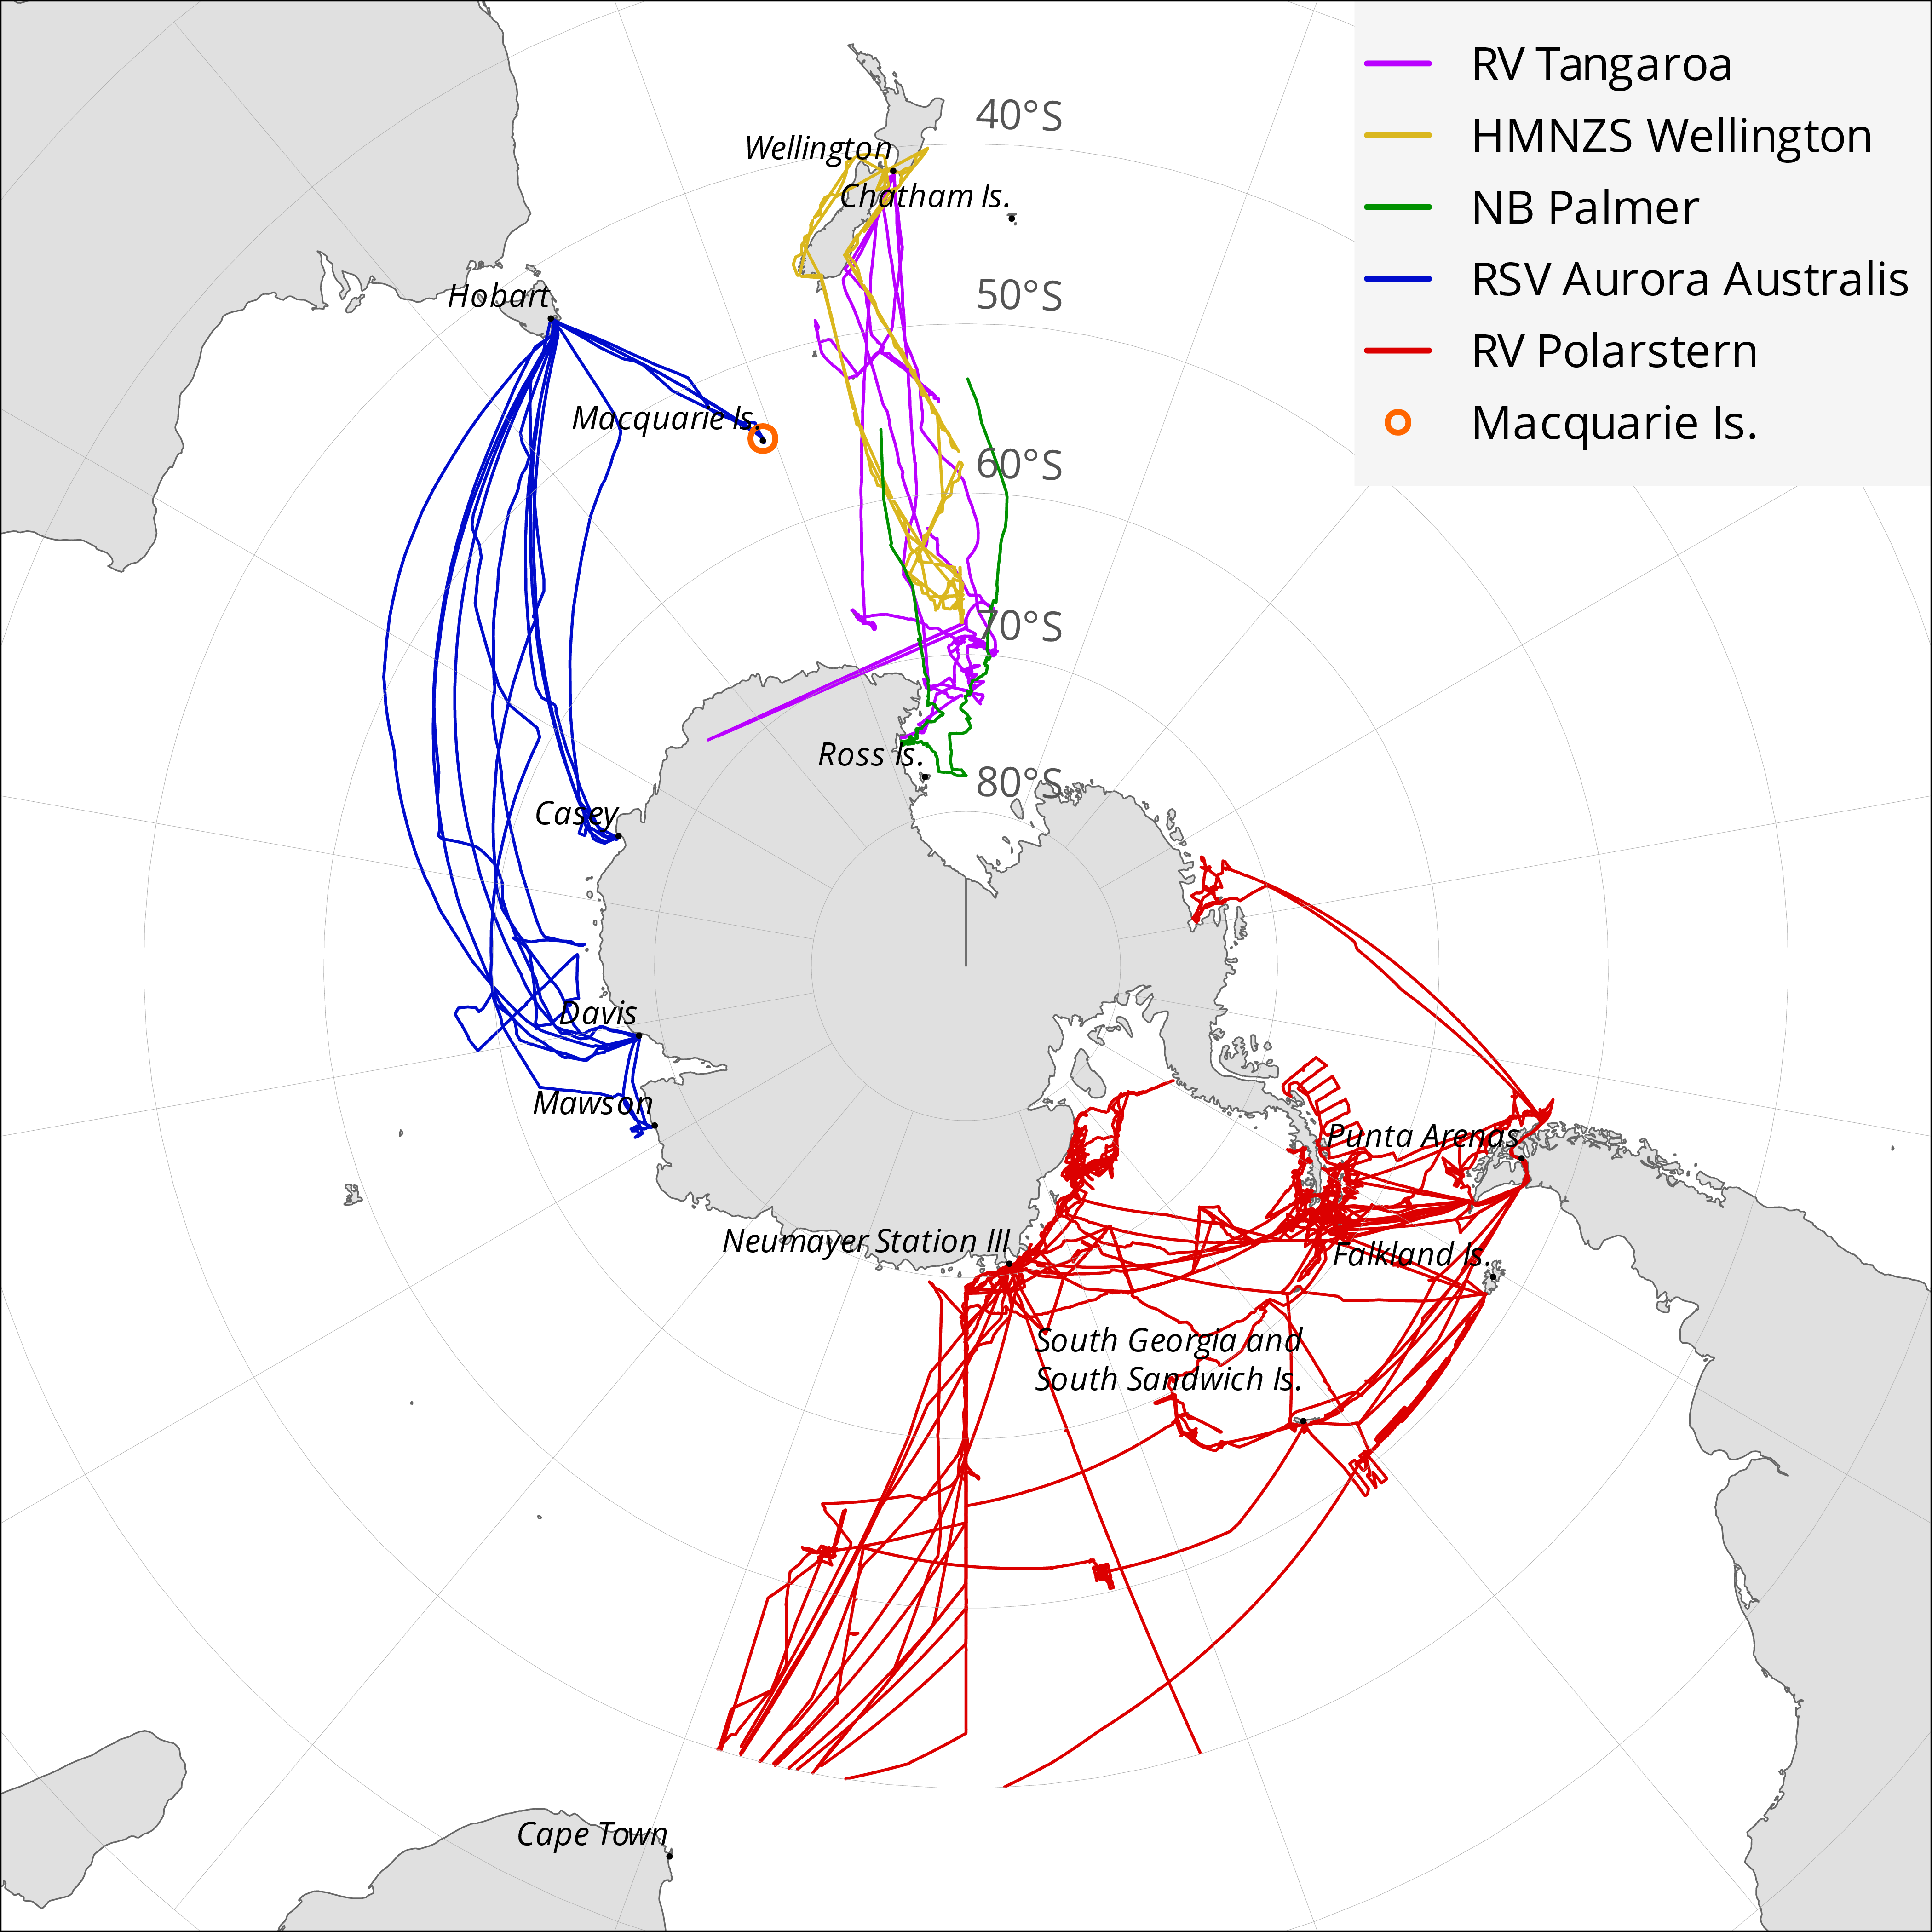 RV Tangaroa
HMNZS Wellington
NB Palmer
RSV Aurora Australis
RV Polarstern
Macquarie Is.
40°S
Wellington
Chatham Is.
50°S
Hobart
Macquarie Is.
60°S
70°S
Ross Is.
80°S
Casey
Davis
Mawson
Punta Arenas
Neumayer Station III
Falkland Is.
South Georgia and
South Sandwich Is.
Cape Town